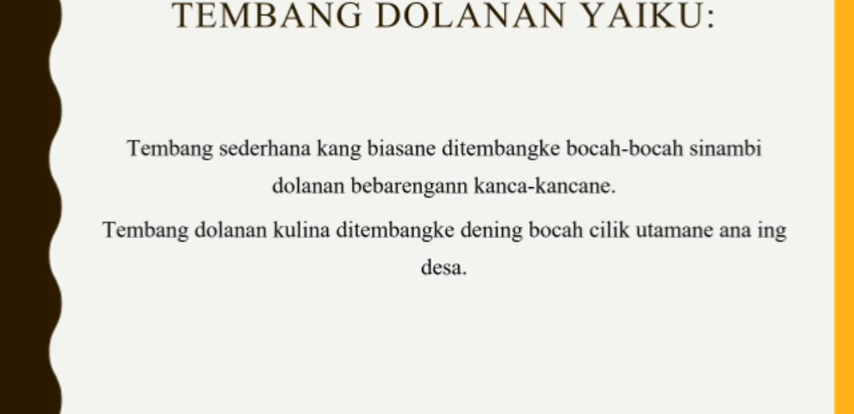 TEMBANG DOLANAN YAIKU:
Tembang sederhana kang biasane ditembangke bocah-bocah sinambi
dolanan bebarengann kanca-kancane.
Tembang dolanan kulina ditembangke dening bocah cilik utamane ana ing
desa.